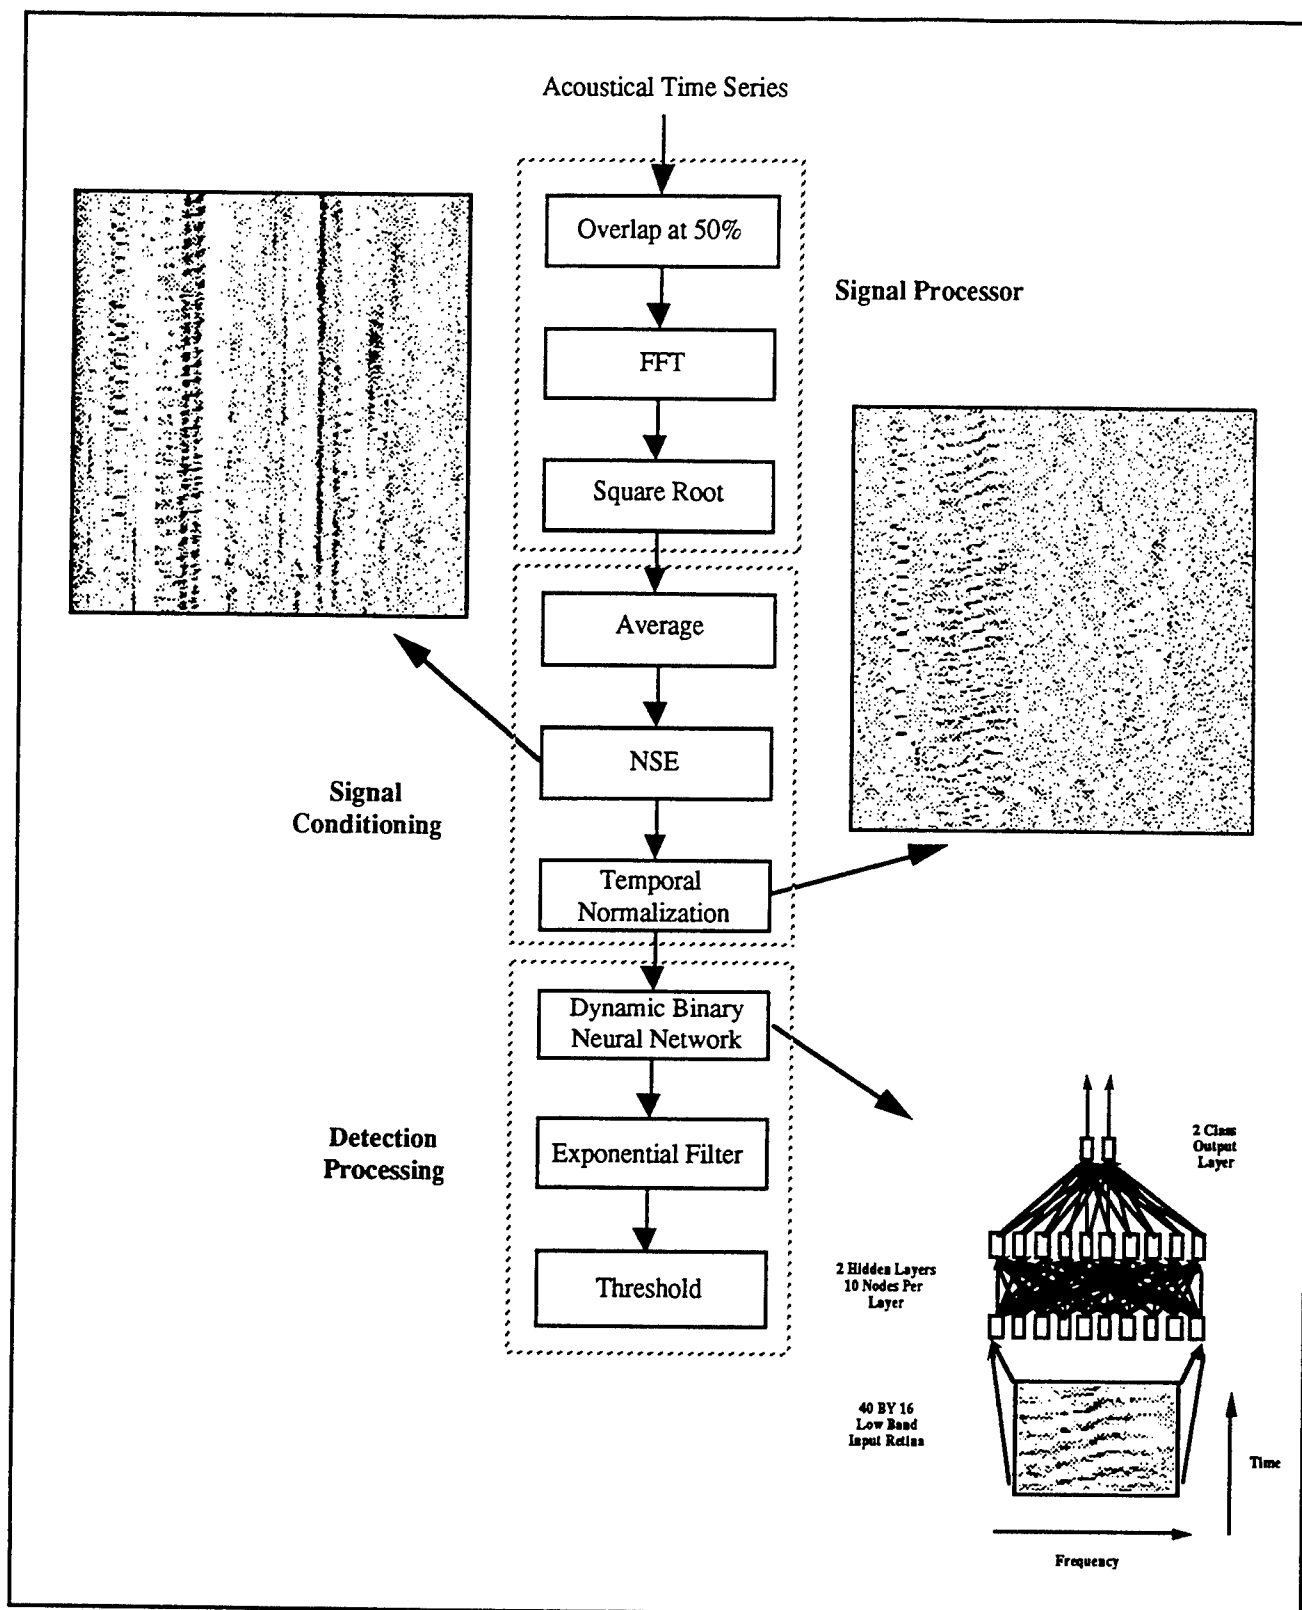 Acoustical Time Series
Overlap at 50%
Signal Processor
FFT
Square Root
Average
NSE
Signal
Conditioning
Temporal
Normalization
Dynamic Binary
Neural Network
Detection
Processing
Exponential Filter
Threshold
2 Class
Output
Layer
2 Hidden Layers
10 Nodes Per
Layer
40 BY 16
Low Band
Input Retina
Time
Frequency